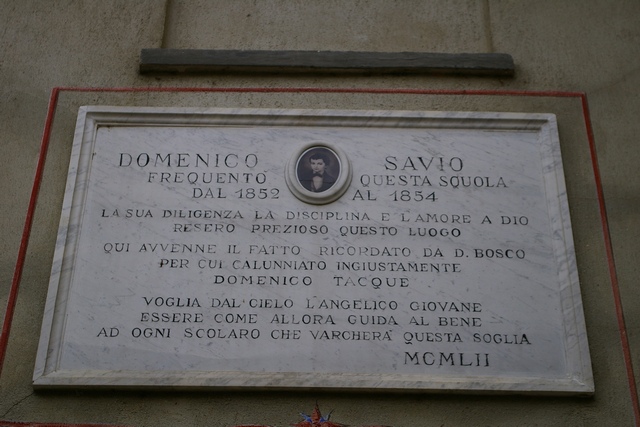 DOMENICO SAVIO
FREQUENTÒ QUESTA SQUOLA
DAL 1852 AL 1854
LA SUA DILIGENZA LA DISCIPLINA E L'AMORE A DIO
RESERO PREZIOSO QUESTO LUOGO
QUI AVVENNE IL FATTO RICORDATO DA D. BOSCO
PER CUI CALUNNIATO INGIUSTAMENTE
DOMENICO TACQUE
VOGLIA DAL CIELO L'ANGELICO GIOVANE
ESSERE COME ALLORA GUIDA AL BENE
AD OGNI SCOLARO CHE VARCHERÀ QUESTA SOGLIA
MCMLII